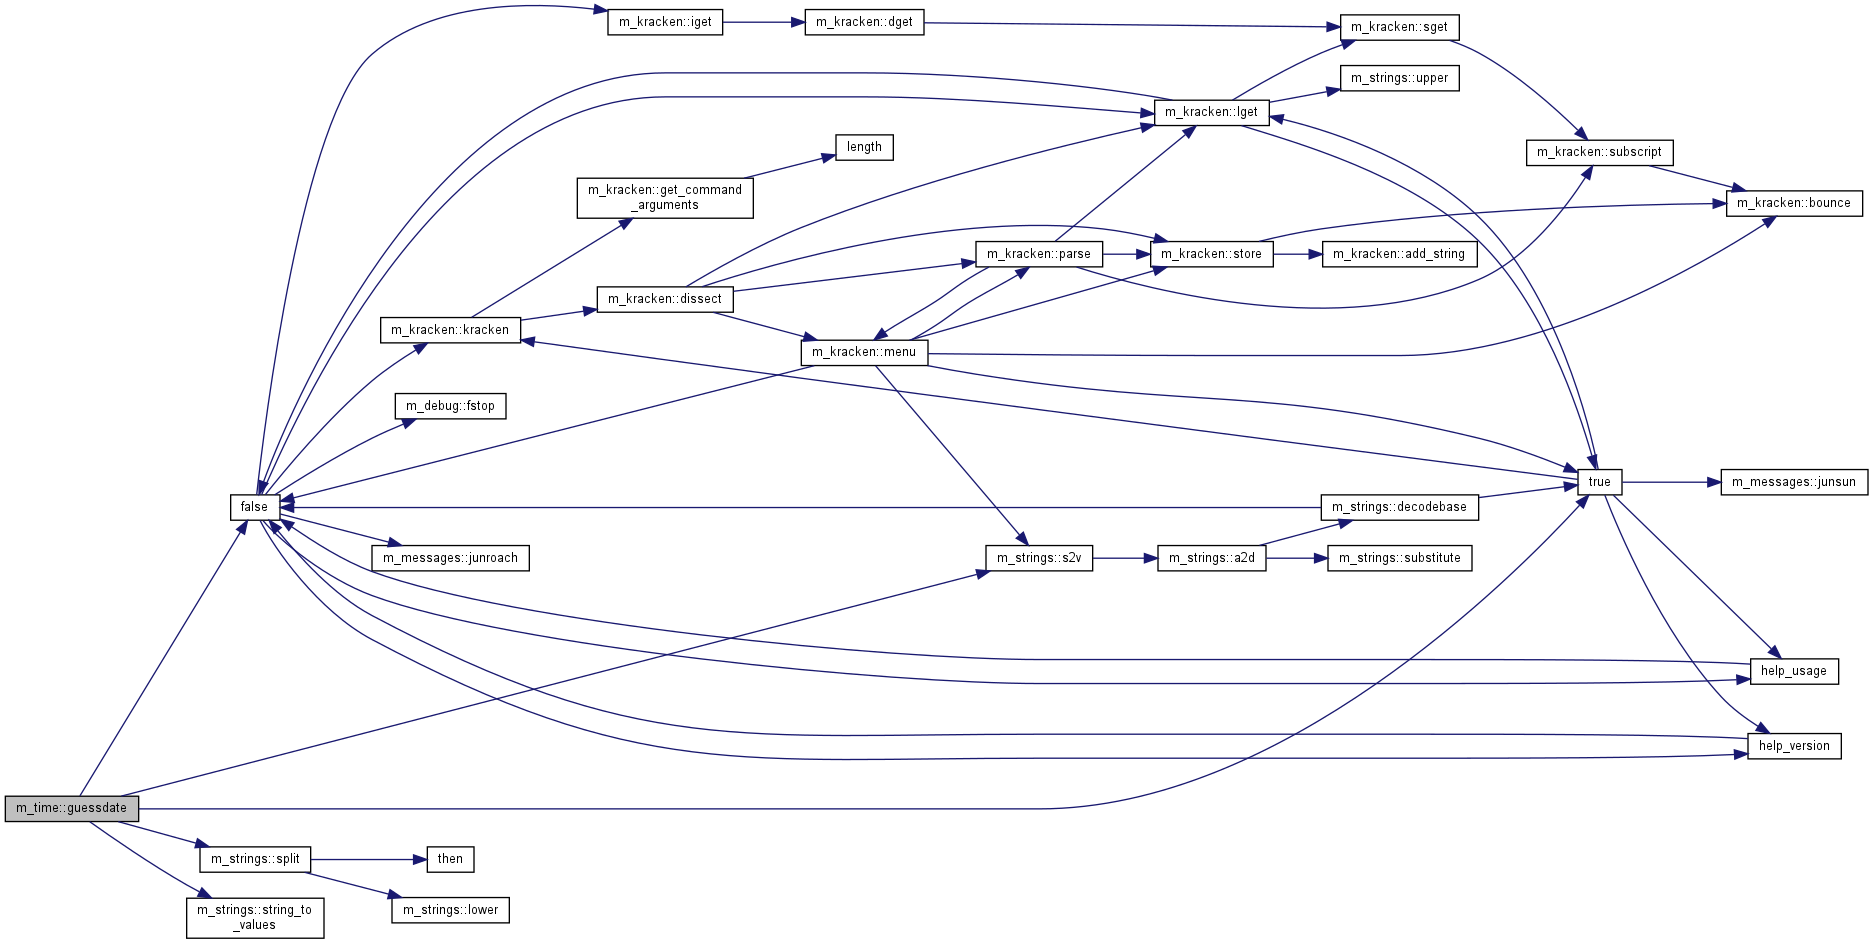 m_kracken::iget
m_kracken::dget
m_kracken::sget
m_strings::upper
m_kracken::lget
length
m_kracken::subscript
m_kracken::get_command
_arguments
m_kracken::bounce
m_kracken::parse
m_kracken::store
m_kracken::add_string
m_kracken::dissect
m_kracken::kracken
m_kracken::menu
m_debug::fstop
true
m_messages::junsun
false
m_strings::decodebase
m_messages::junroach
m_strings::s2v
m_strings::a2d
m_strings::substitute
help_usage
help_version
m_time::guessdate
m_strings::split
then
m_strings::lower
m_strings::string_to
_values